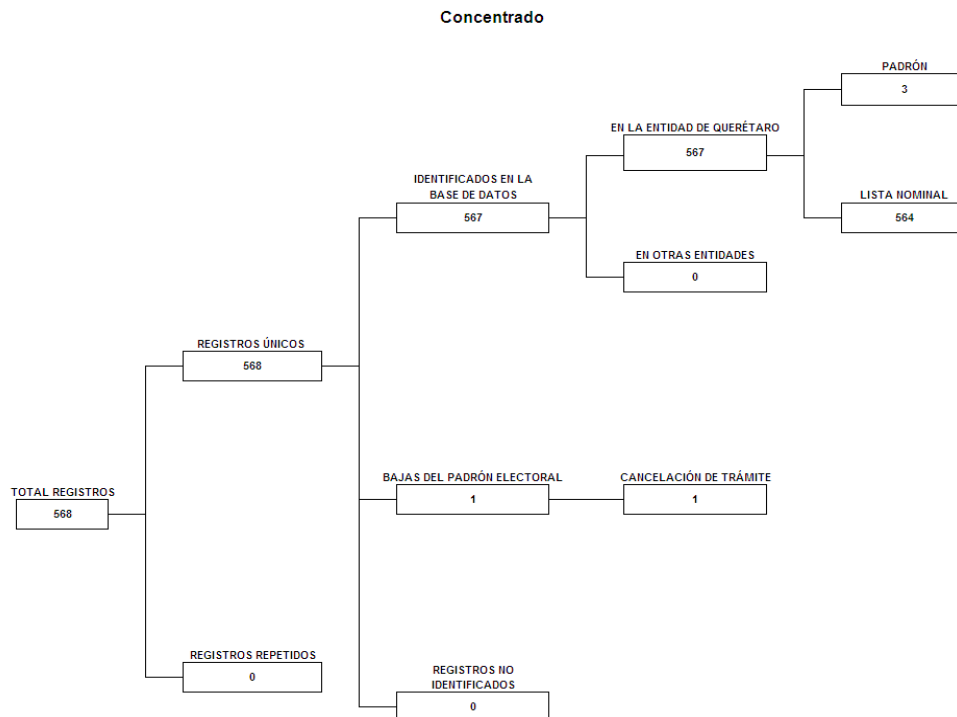 Concentrado
PADRÓN
3
EN LA ENTIDAD DE QUERÉTARO
567
IDENTIFICADOS EN LA
BASE DE DATOS
567
LISTA NOMINAL
564
EN OTRAS ENTIDADES
0
REGISTROS ÚNICOS
568
BAJAS DEL PADRÓN ELECTORAL
1
CANCELACIÓN DE TRÁMITE
1
TOTAL REGISTROS
568
REGISTROS REPETIDOS
0
REGISTROS NO
IDENTIFICADOS
0